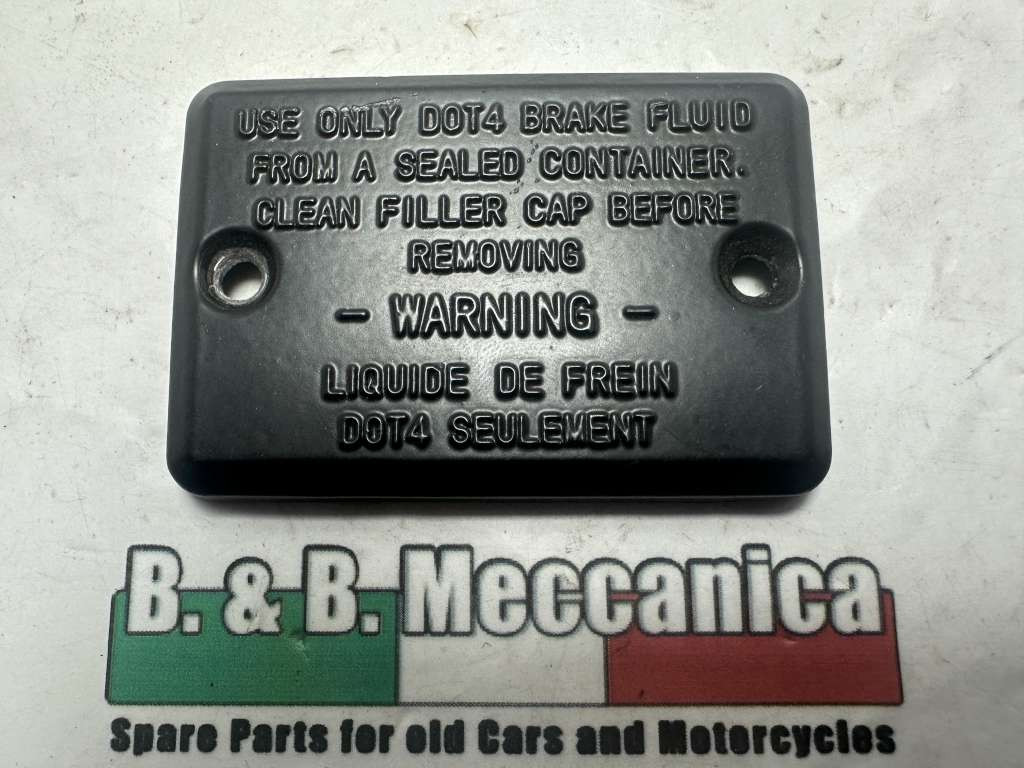 USE ONLY DOT4 BRAKE FLUID
FROM A SEALED CONTAINER.
CLEAN FILLER CAP BEFORE
REMOVING
- WARNING -
LIQUIDE DE FREIN
DOT4 SEULEMENT
B. & B. Meccanica
Spare Parts for old Cars and Motorcycles